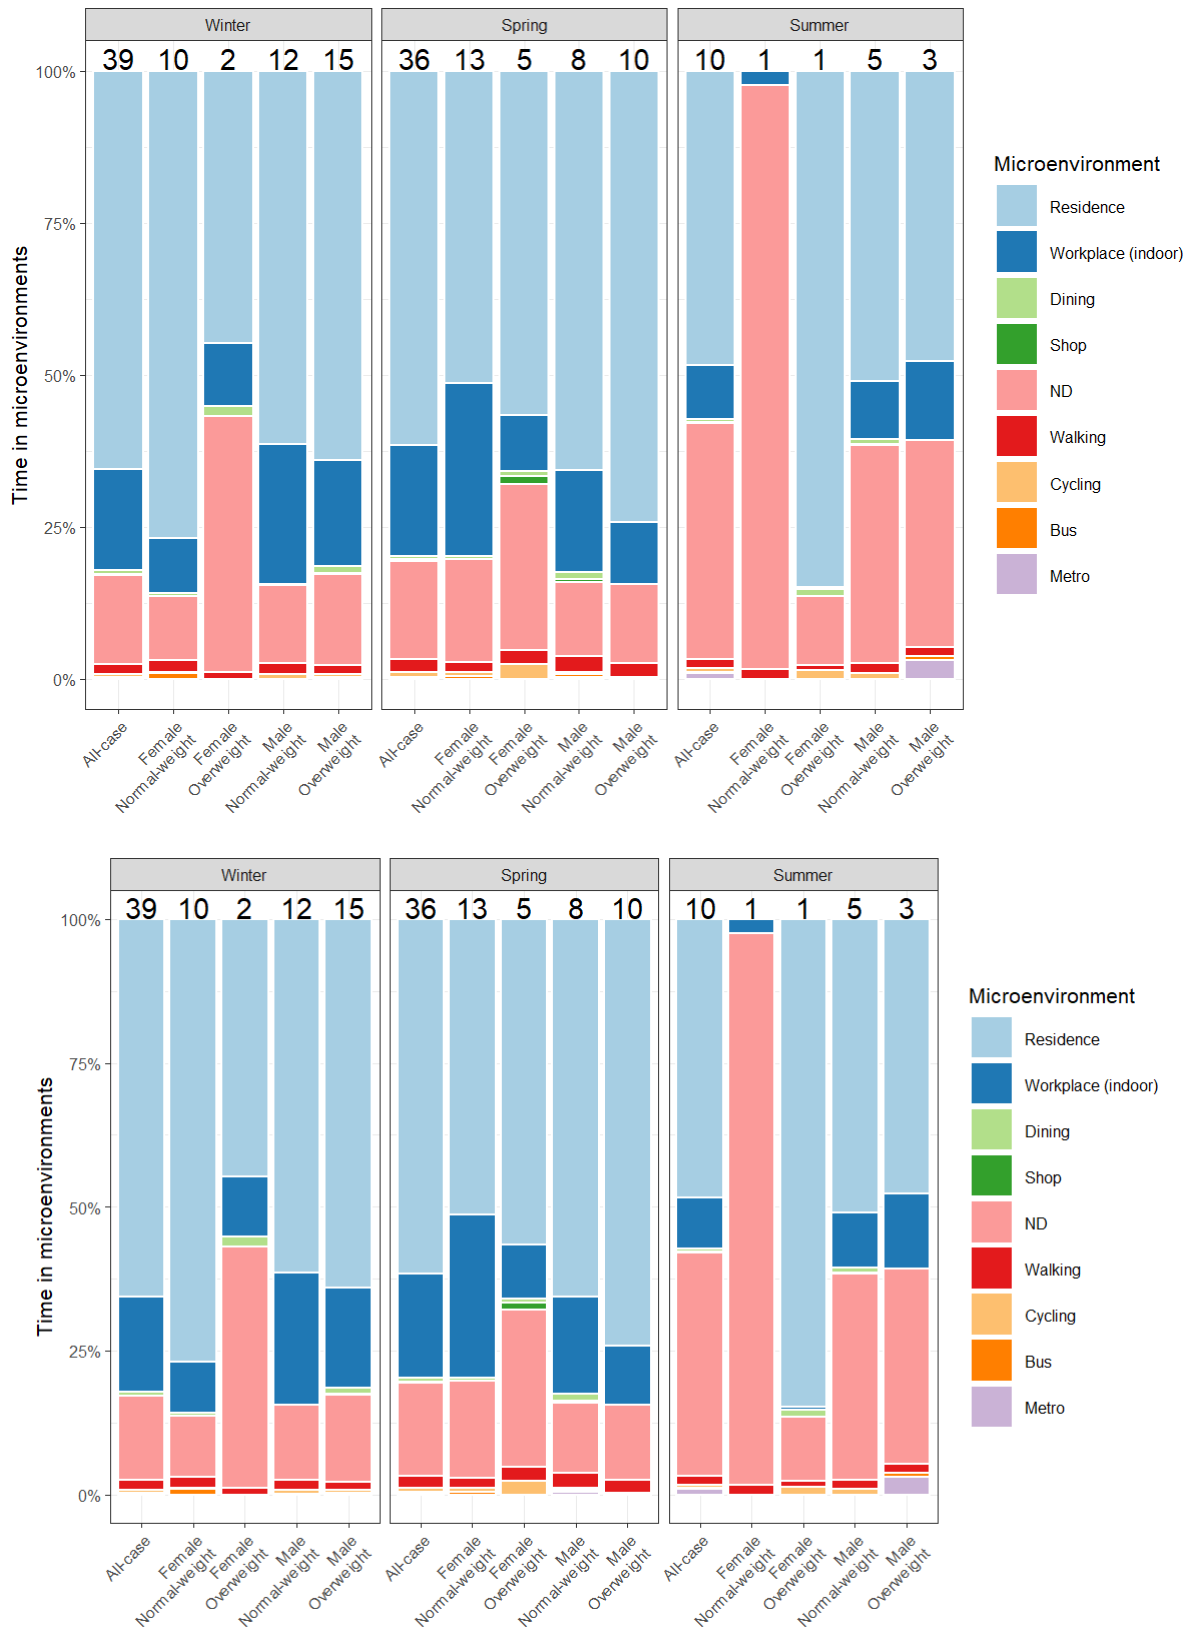 Winter
Spring
Summer
39 10 2 12 15
36 13 5 8 10
10 1 1 5 3
100%
75%
50%
25%
0%
Time in microenvironments
All-case
Female
Normal-weight
Female
Overweight
Male
Normal-weight
Male
Overweight
All-case
Female
Normal-weight
Female
Overweight
Male
Normal-weight
Male
Overweight
All-case
Female
Normal-weight
Female
Overweight
Male
Normal-weight
Male
Overweight
Microenvironment
Residence
Workplace (indoor)
Dining
Shop
ND
Walking
Cycling
Bus
Metro
Winter
Spring
Summer
39 10 2 12 15
36 13 5 8 10
10 1 1 5 3
100%
75%
50%
25%
0%
Time in microenvironments
All-case
Female
Normal-weight
Female
Overweight
Male
Normal-weight
Male
Overweight
All-case
Female
Normal-weight
Female
Overweight
Male
Normal-weight
Male
Overweight
All-case
Female
Normal-weight
Female
Overweight
Male
Normal-weight
Male
Overweight
Microenvironment
Residence
Workplace (indoor)
Dining
Shop
ND
Walking
Cycling
Bus
Metro